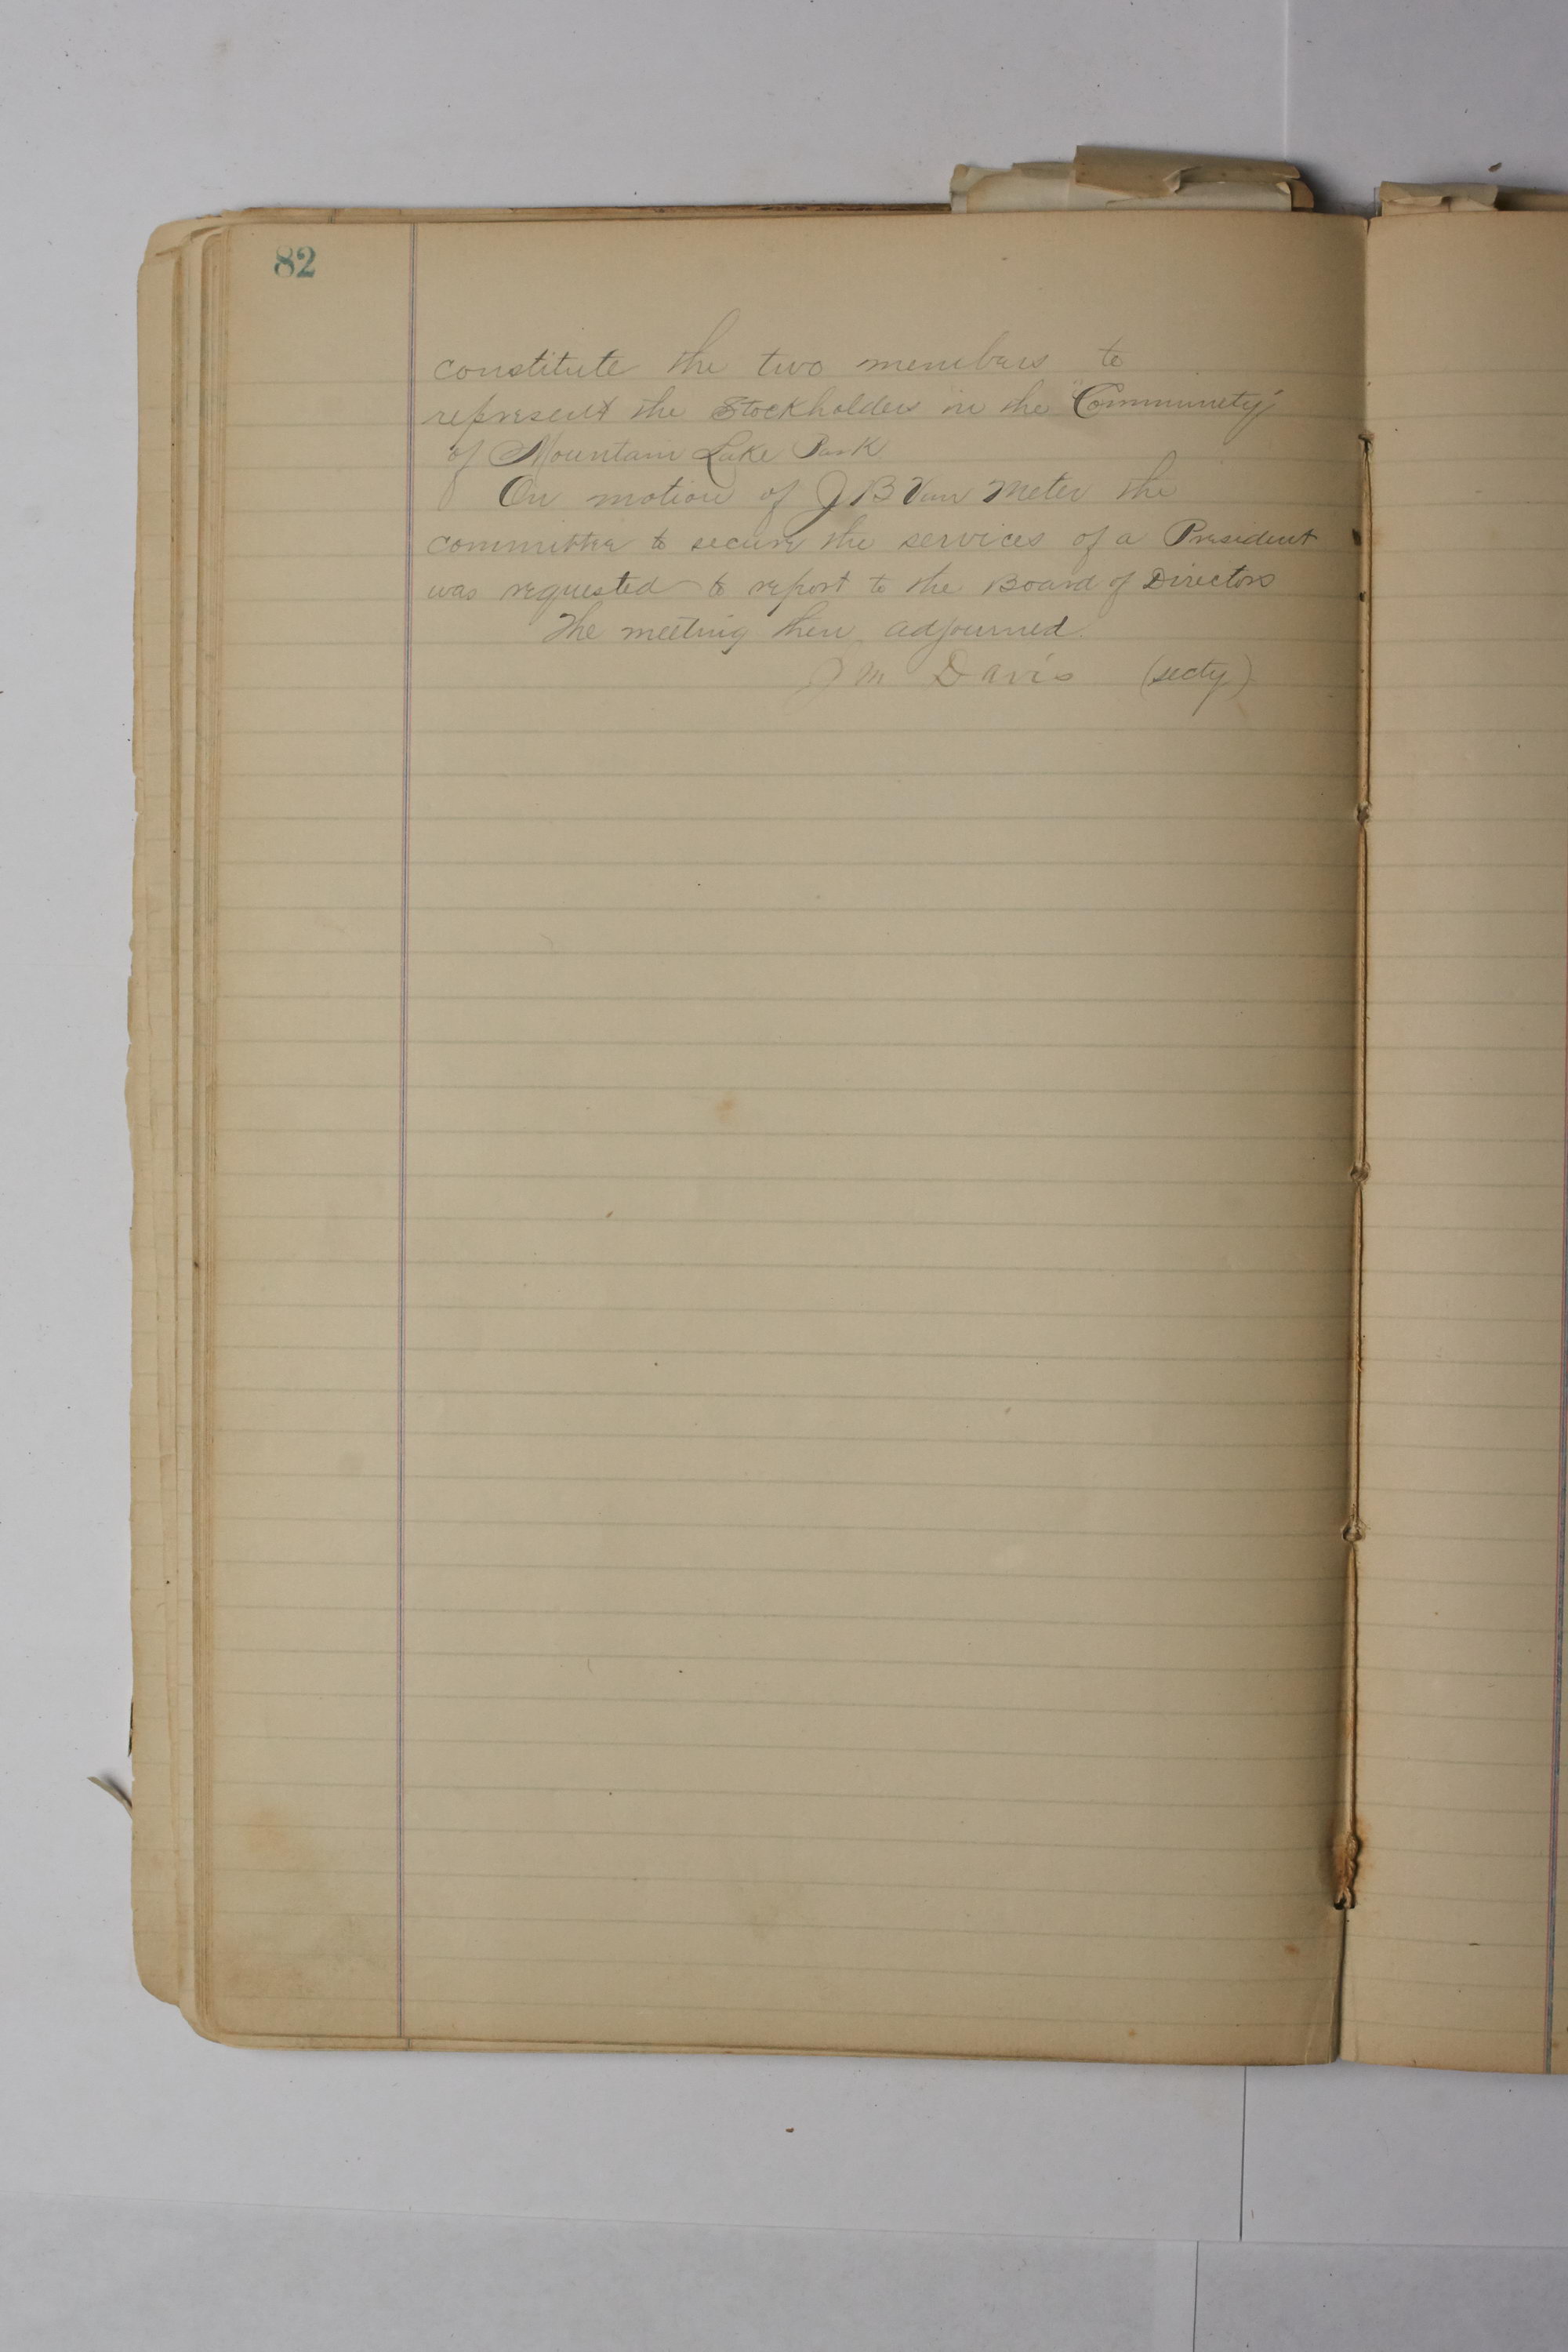 82
constitute the two members to
represent the Stockholders in the "Community"
of Mountain Lake Park
On motion of J B Van Meter the
committee to secure the services of a President
was requested to report to the Board of Directors
The meeting then adjourned.
J M Davis (secty)